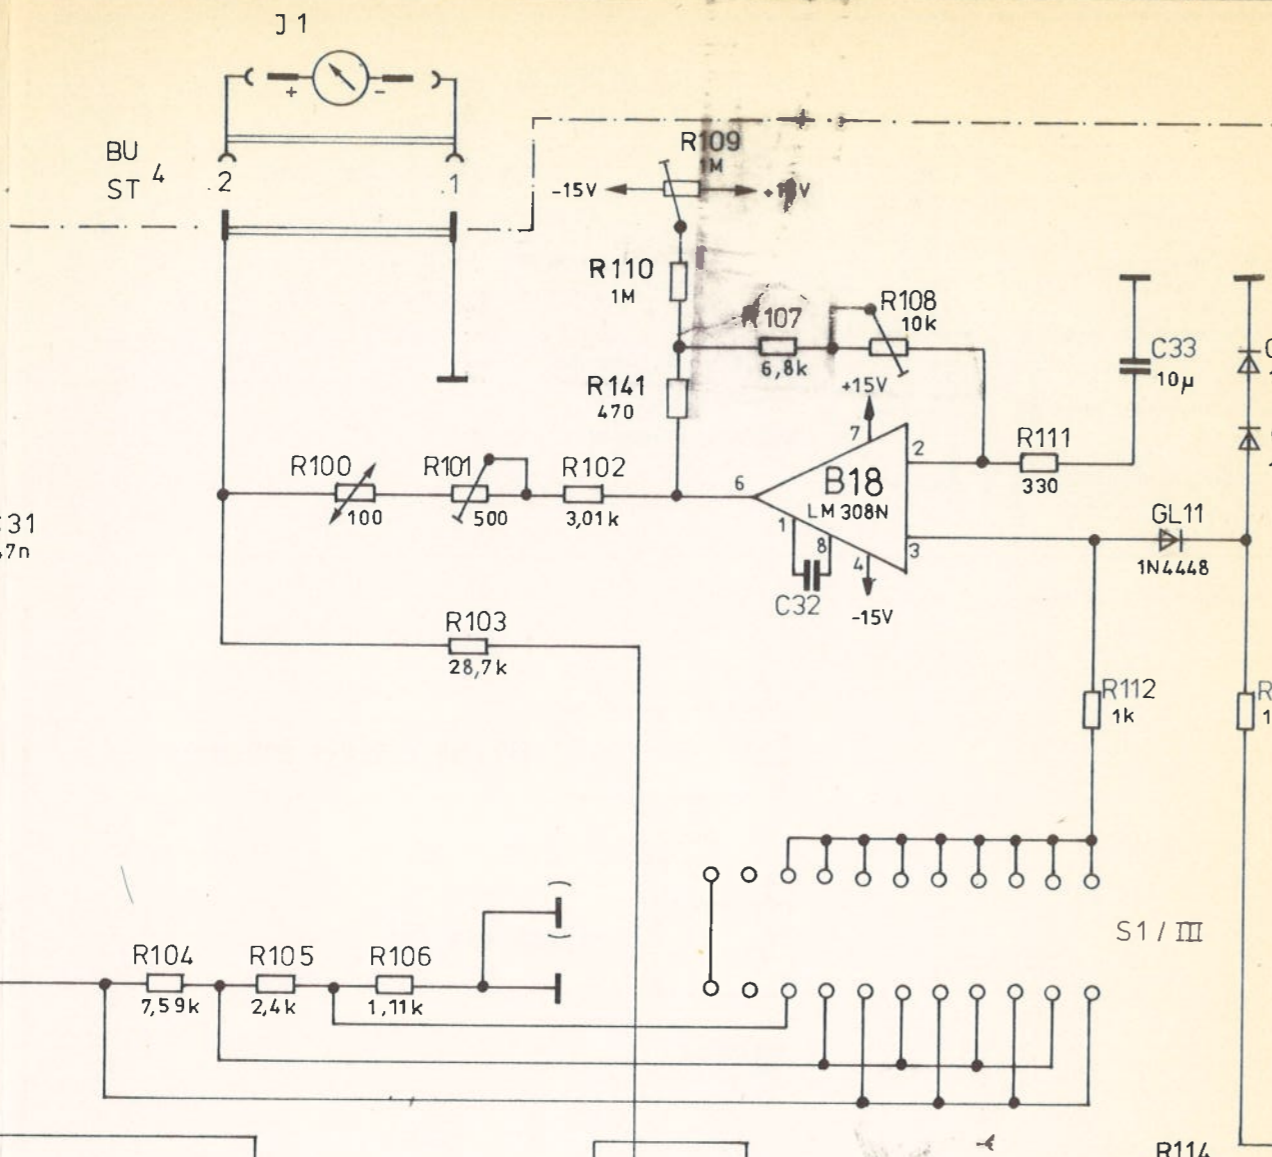 J1
+ −
BU
ST 4
2 1
R109
1M
-15V
R110
1M
R108
10k
6,8k
R141
470
+15V
C33
10µ
7
2
R111
330
R100
100
R101
500
R102
3,01k
6
B18
LM 308N
1
8
4
3
GL11
1N4448
C32
-15V
31
R103
28,7k
R112
1k
S1/III
R104
7,59k
R105
2,4k
R106
1,11k
R114